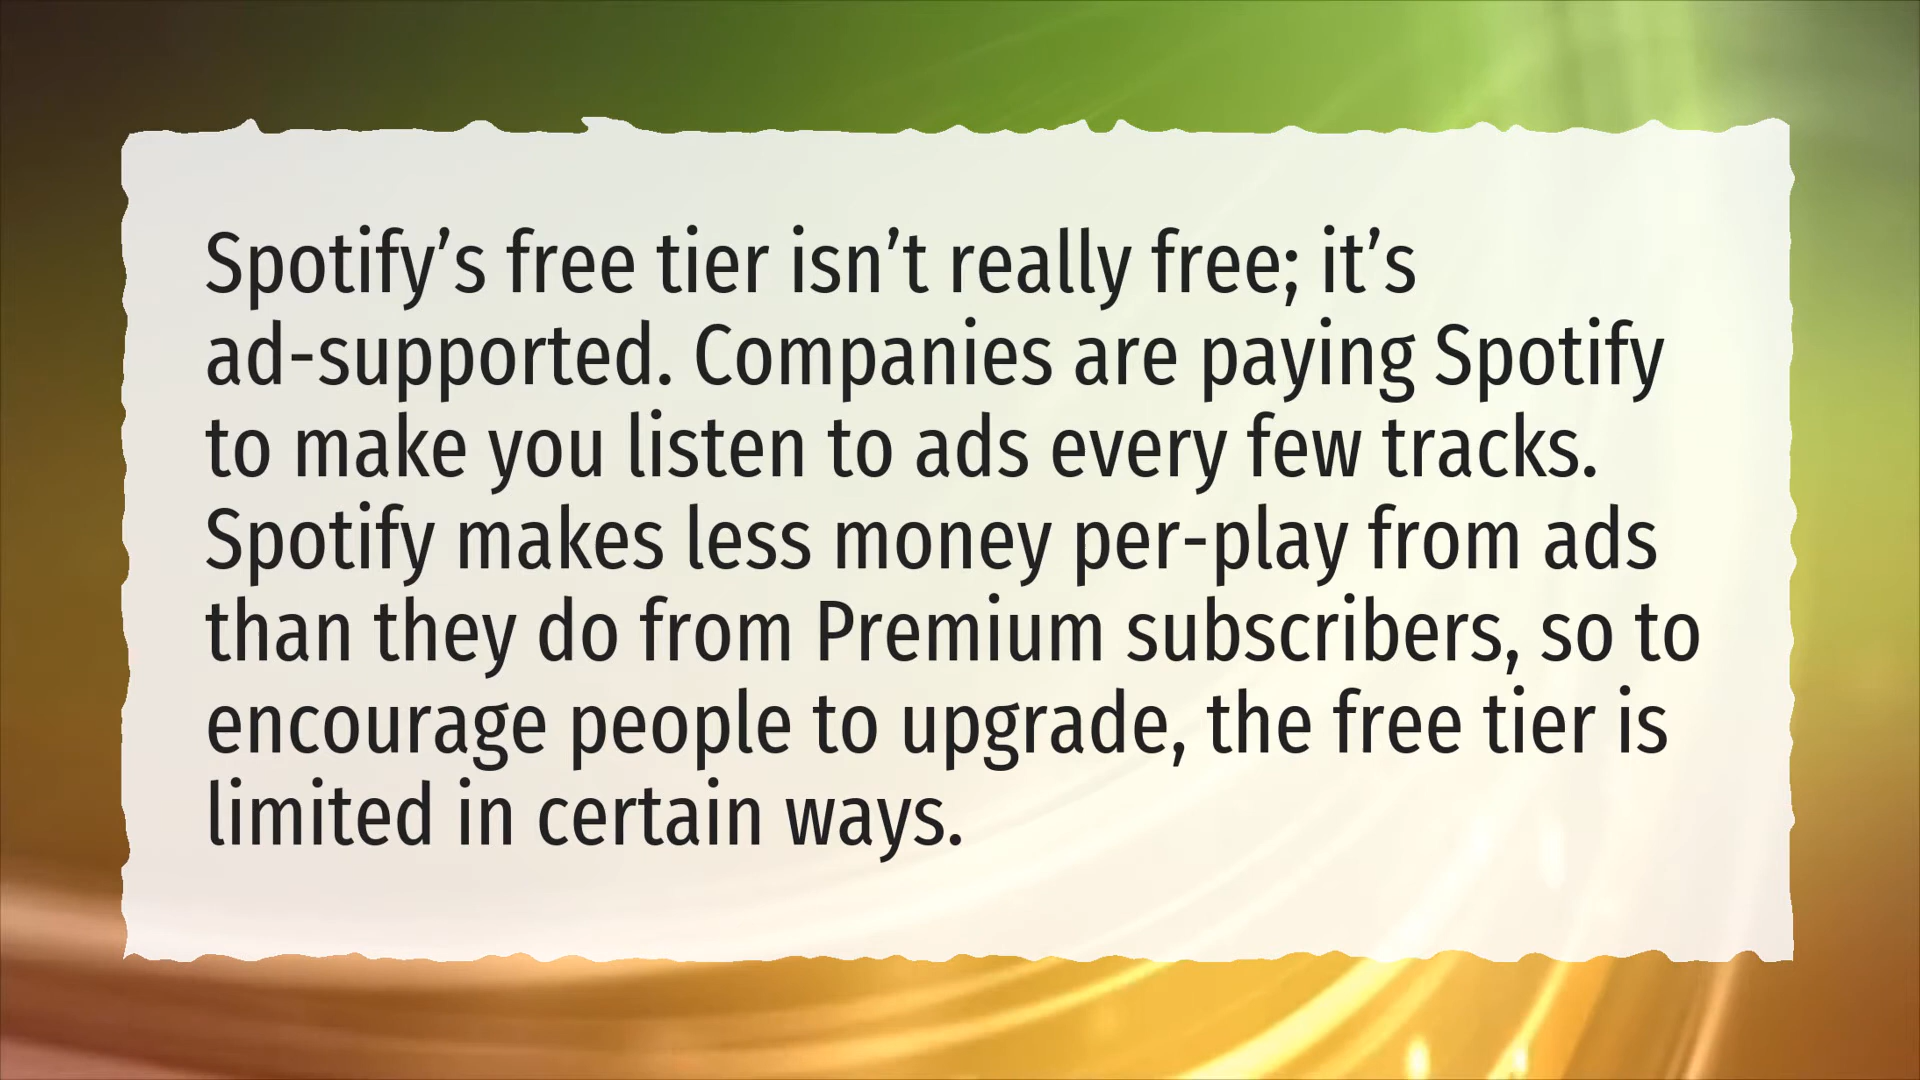 Spotify’s free tier isn’t really free; it’s
ad-supported. Companies are paying Spotify
to make you listen to ads every few tracks.
Spotify makes less money per-play from ads
than they do from Premium subscribers, so to
encourage people to upgrade, the free tier is
limited in certain ways.